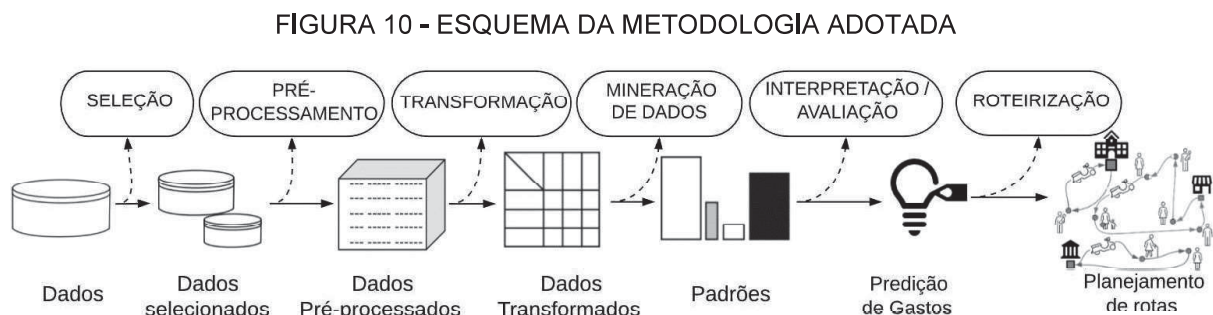 FIGURA 10 - ESQUEMA DA METODOLOGIA ADOTADA
SELEÇÃO
PRÉ-
PROCESSAMENTO
TRANSFORMAÇÃO
MINERAÇÃO
DE DADOS
INTERPRETAÇÃO /
AVALIAÇÃO
ROTEIRIZAÇÃO
Dados
Dados
selecionados
Dados
Pré-processados
Dados
Transformados
Padrões
Predição
de Gastos
Planejamento
de rotas